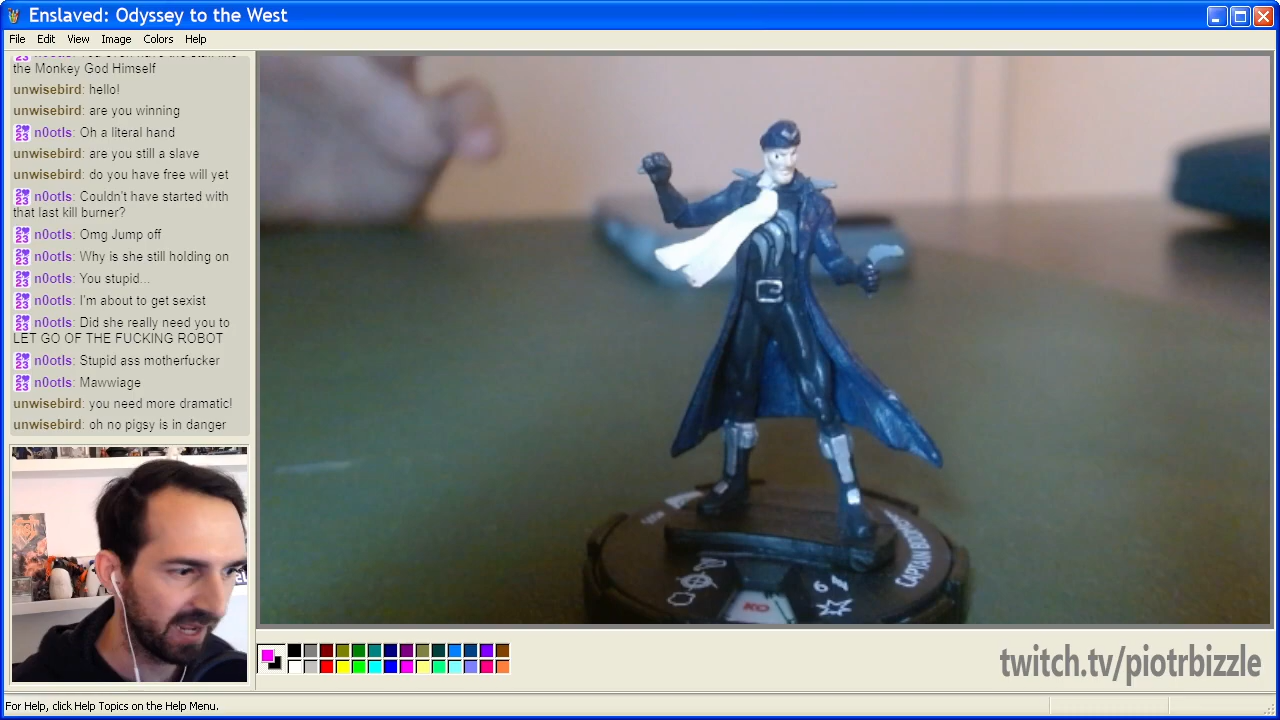 Enslaved: Odyssey to the West
File Edit View Image Colors Help
the Monkey God Himself
unwisebird: hello!
unwisebird: are you winning
n0otls: Oh a literal hand
unwisebird: are you still a slave
unwisebird: do you have free will yet
n0otls: Couldn't have started with
that last kill burner?
n0otls: Omg Jump off
n0otls: Why is she still holding on
n0otls: You stupid...
n0otls: I'm about to get sexist
n0otls: Did she really need you to
LET GO OF THE FUCKING ROBOT
n0otls: Stupid ass motherfucker
n0otls: Mawwiage
unwisebird: you need more dramatic!
unwisebird: oh no pigsy is in danger
CAPTAIN
KO
twitch.tv/piotrbizzle
For Help, click Help Topics on the Help Menu.